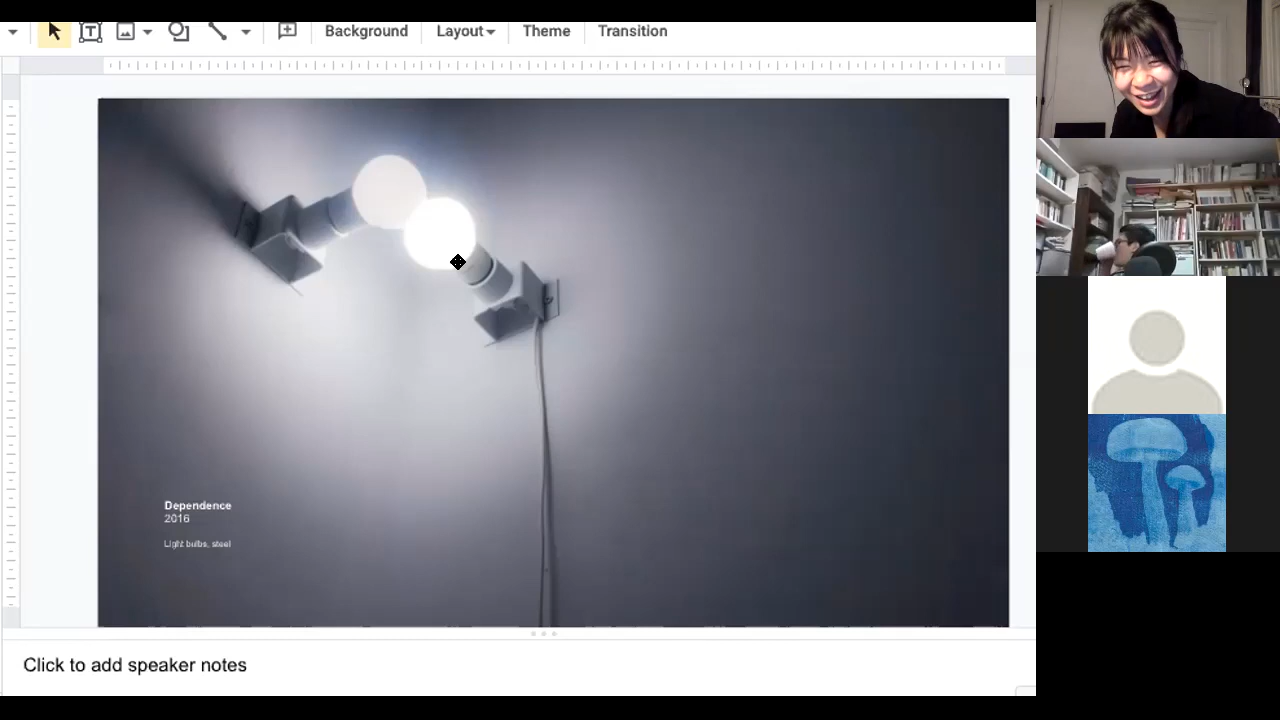 Background
Layout
Theme
Transition
Dependence
2016
Light bulbs, steel
Click to add speaker notes